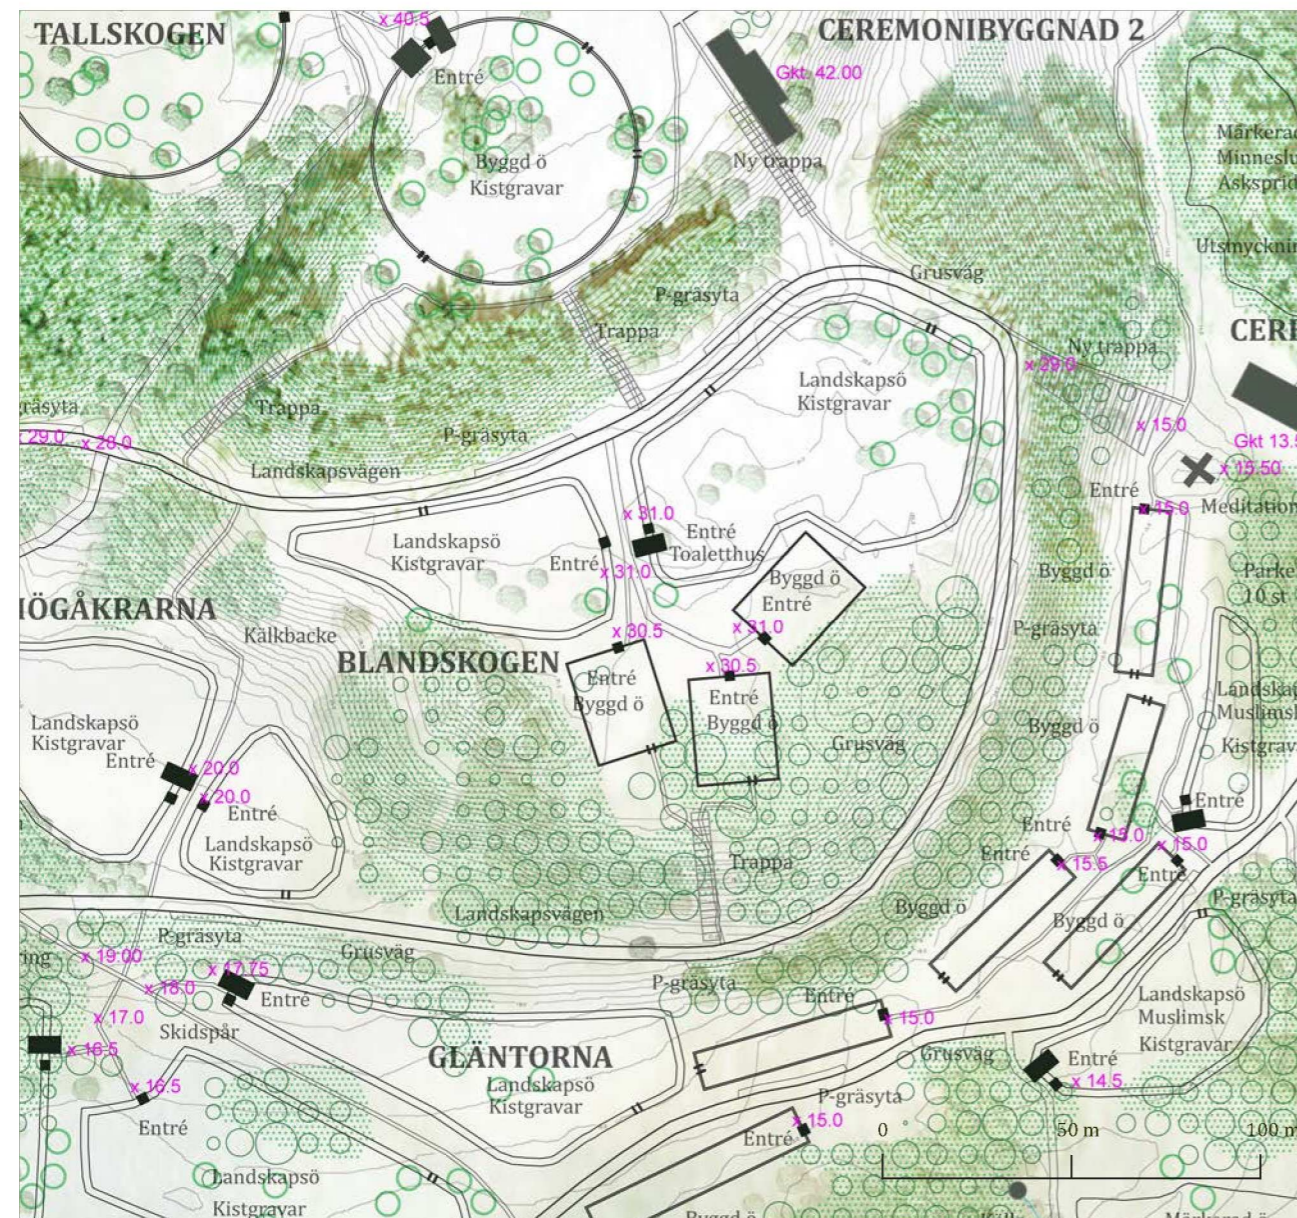 TALLSKOGEN
x 40.5
CEREMONIBYGGNAD 2
Entré
Gkt 42.00
Byggd ö
Kistgravar
Ny trappa
Utsmycknin
Grusväg
P-gräsyta
Trappa
CERE
Ny trappa
x 29.0
Landskapsö
Kistgravar
Trappa
P-gräsyta
x 28.0
29.0
x 15.0
Gkt 13.5
Landskapsvägen
x 15.50
Entré
x 15.0
Meditation
x 31.0
Entré
Toaletthus
Landskapsö
Kistgravar
Entré
x 31.0
Byggd ö
Entré
Byggd ö
Parke
10 st
Kälkbacke
x 30.5
x 31.0
P-gräsyta
BLANDSKOGEN
x 30.5
Entré
Byggd ö
Entré
Byggd ö
Grusväg
Byggd ö
Muslimsk
Kistgrav
Landskapsö
Kistgravar
Entré
x 20.0
x 20.0
Entré
Landskapsö
Kistgravar
Entré
Entré
x 15.0
x 15.0
Entré
x 15.5
Entré
Trappa
Byggd ö
Byggd ö
P-gräsyta
Landskapsvägen
P-gräsyta
Grusväg
x 19.00
x 17.75
x 18.0
Entré
P-gräsyta
Entré
x 15.0
Landskapsö
Muslimsk
Kistgravar
x 17.0
Skidspår
x 16.5
GLÄNTORNA
Landskapsö
Kistgravar
Grusväg
Entré
x 14.5
x 16.5
Entré
P-gräsyta
x 15.0
Entré
0
50 m
100 m
Landskapsö
Kistgravar